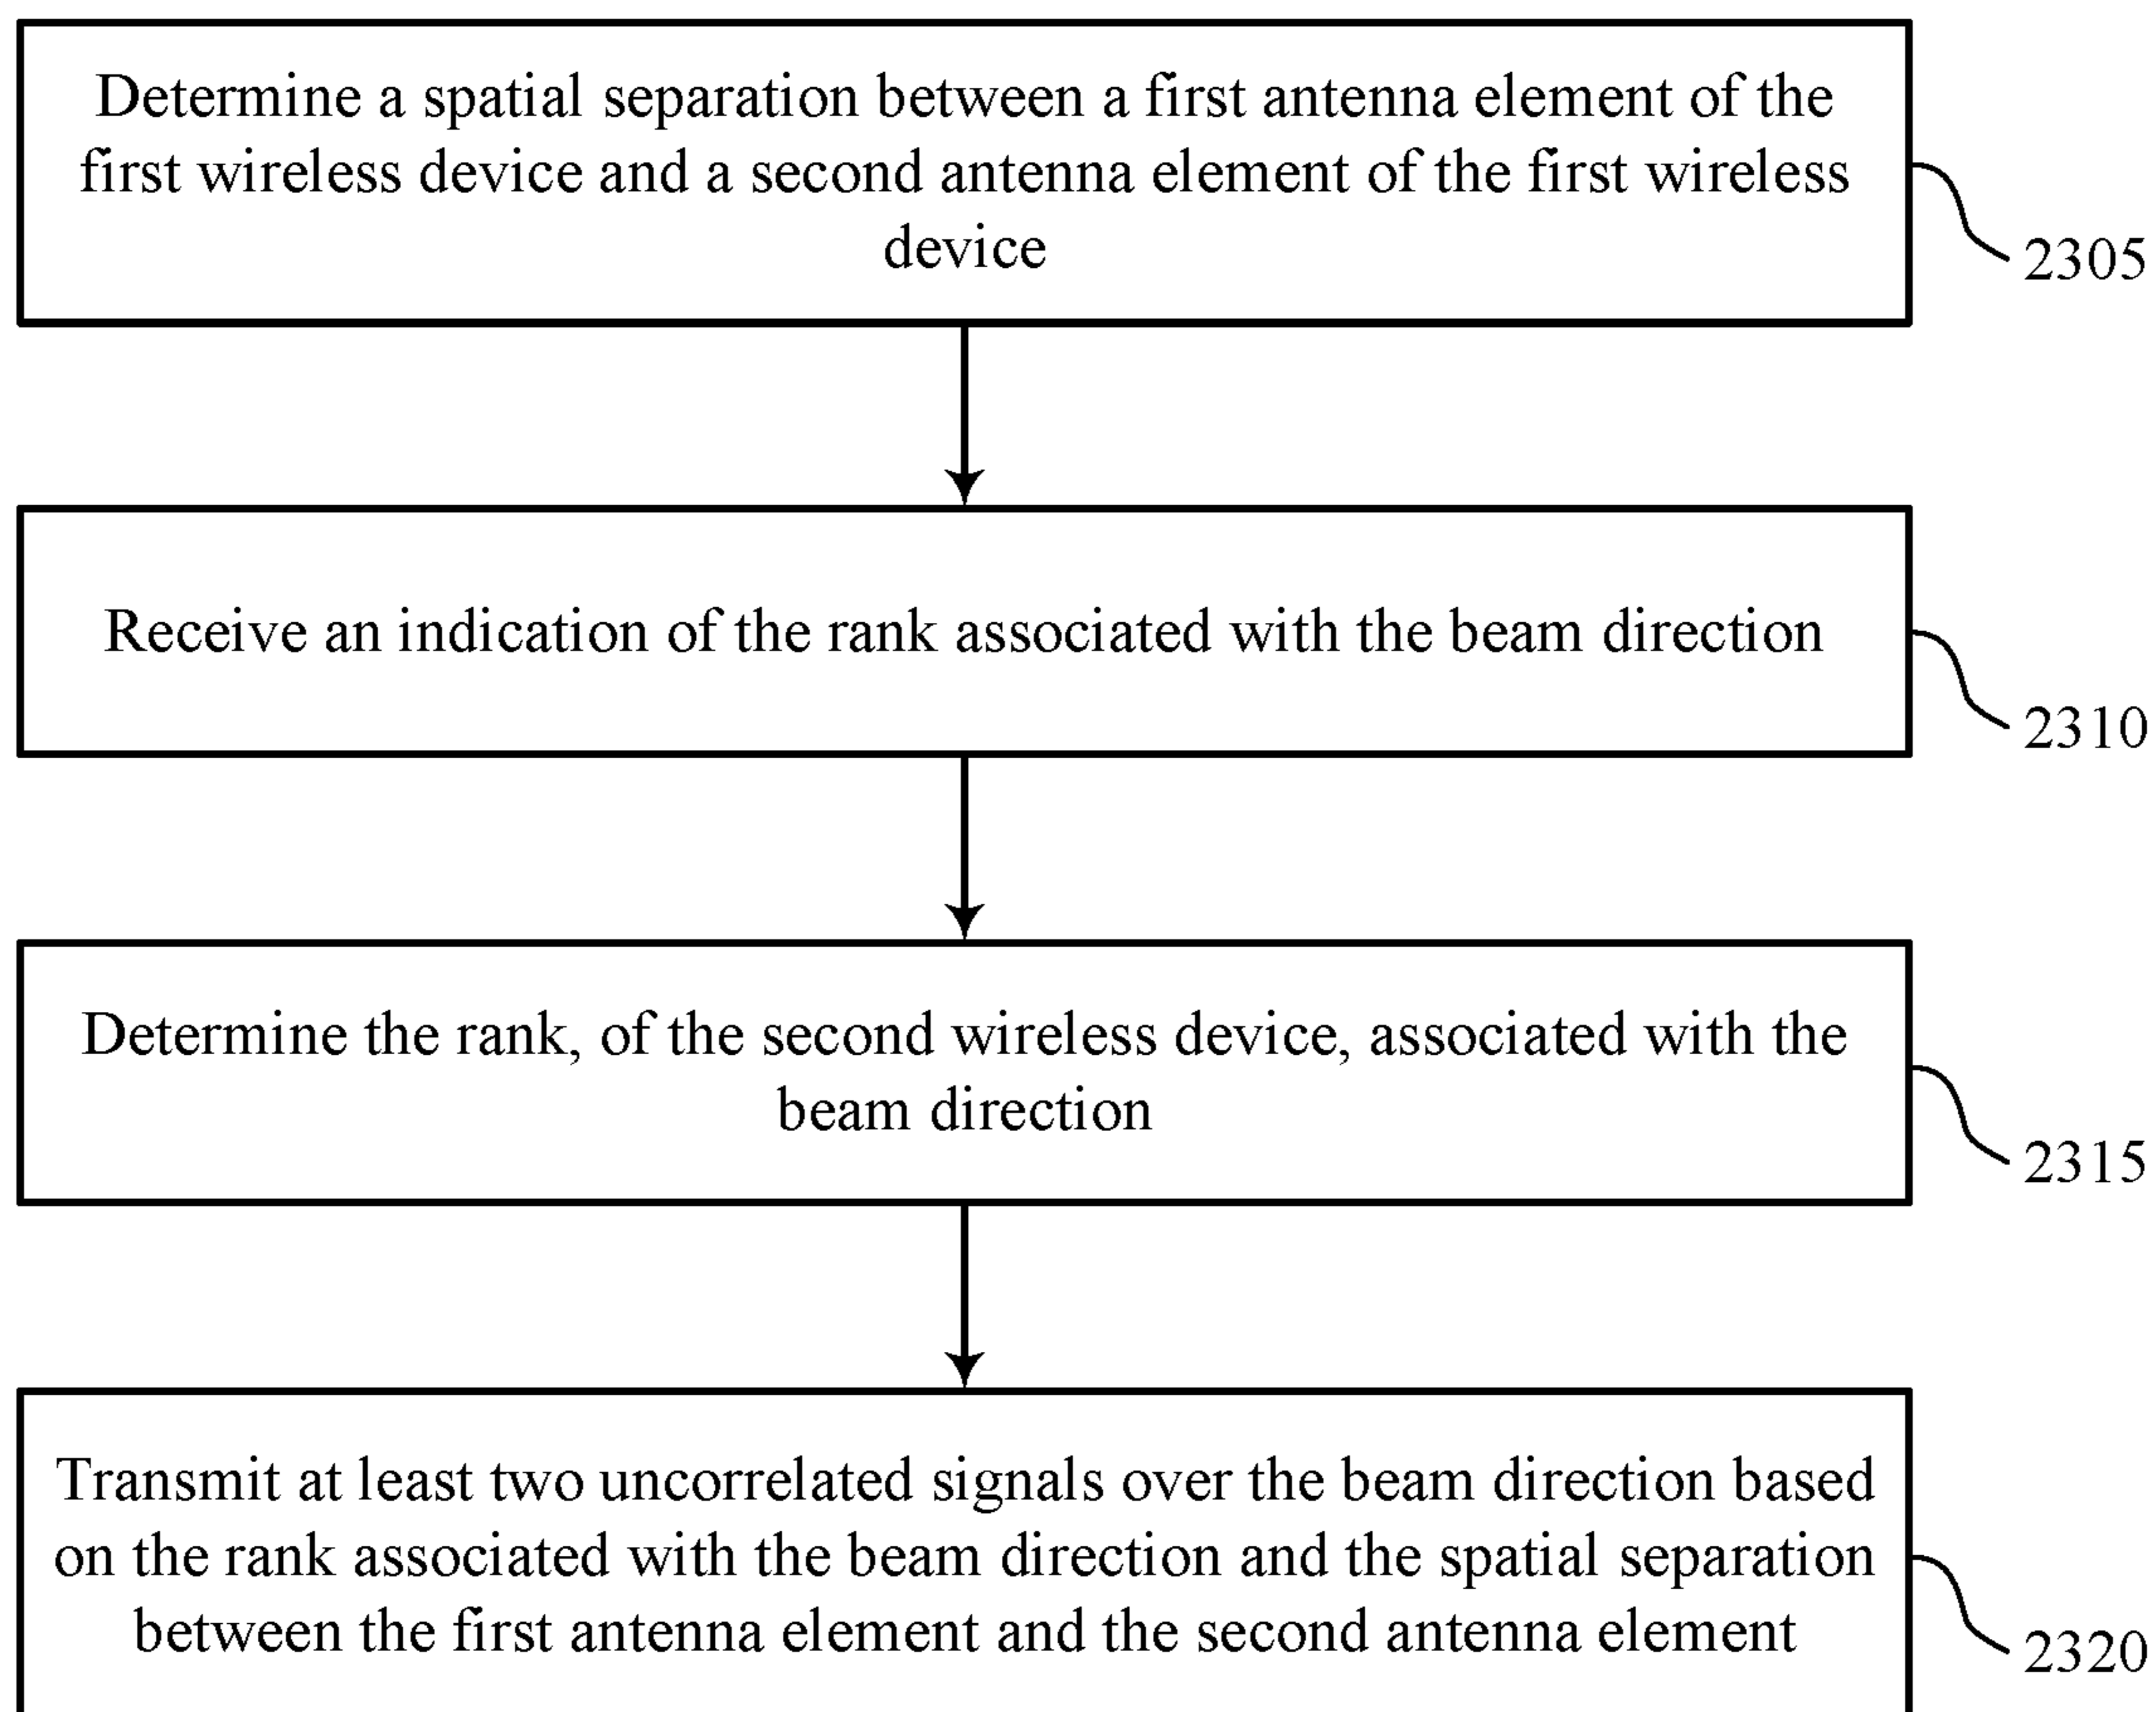 Determine a spatial separation between a first antenna element of the
first wireless device and a second antenna element of the first wireless
device
2305
Receive an indication of the rank associated with the beam direction
2310
Determine the rank, of the second wireless device, associated with the
beam direction
2315
Transmit at least two uncorrelated signals over the beam direction based
on the rank associated with the beam direction and the spatial separation
between the first antenna element and the second antenna element
2320